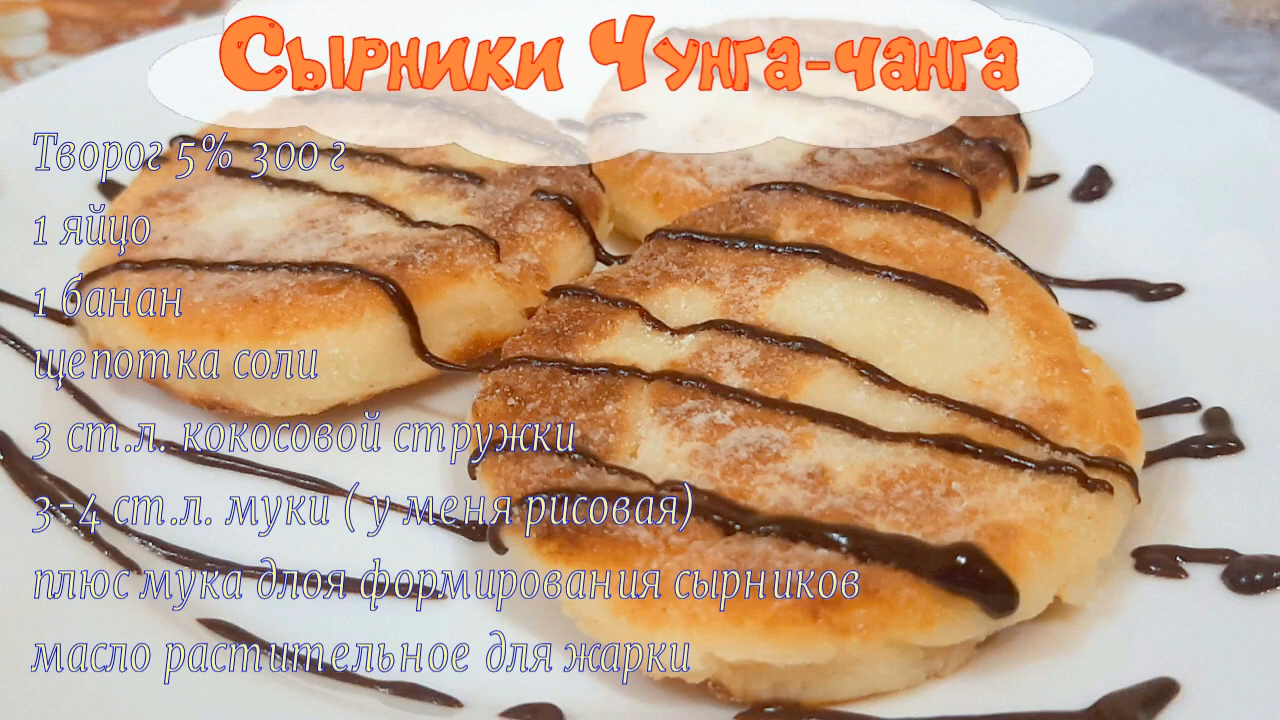 Сырники Чунга-чанга
Творог 5% 300 г
1 яйцо
1 банан
щепотка соли
3 ст.л. кокосовой стружки
3-4 ст.л. муки ( у меня рисовая)
плюс мука длоя формирования сырников
масло растительное для жарки